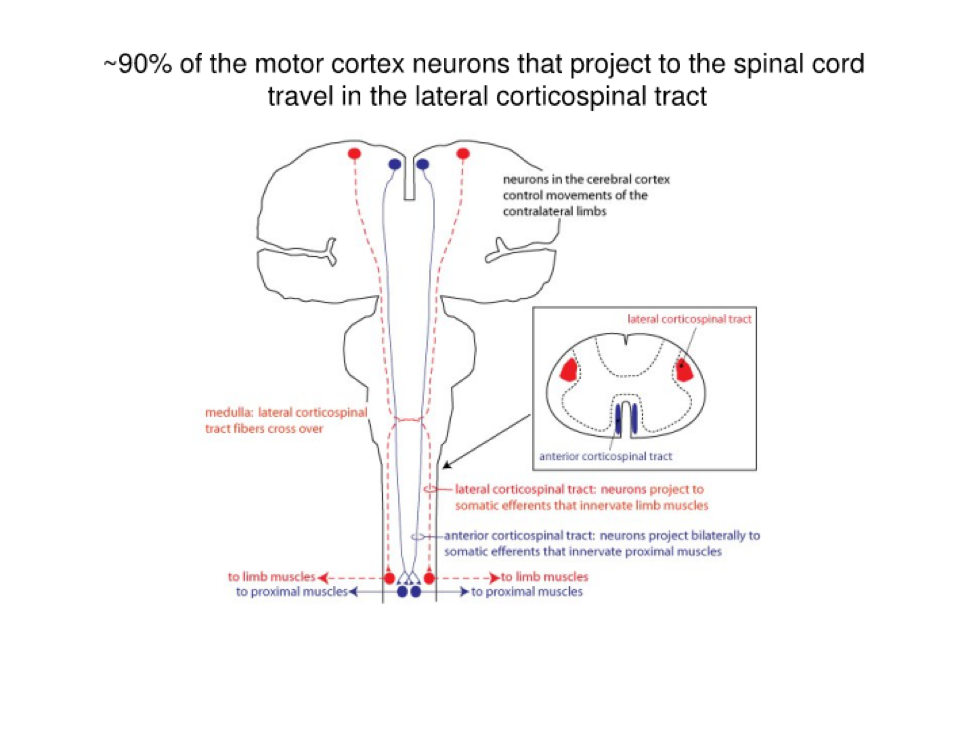 ~90% of the motor cortex neurons that project to the spinal cord
travel in the lateral corticospinal tract
neurons in the cerebral cortex
control movements of the
contralateral limbs
lateral corticospinal tract
medulla: lateral corticospinal
tract fibers cross over
anterior corticospinal tract
lateral corticospinal tract: neurons project to
somatic efferents that innervate limb muscles
anterior corticospinal tract: neurons project bilaterally to
somatic efferents that innervate proximal muscles
to limb muscles
to limb muscles
to proximal muscles
to proximal muscles